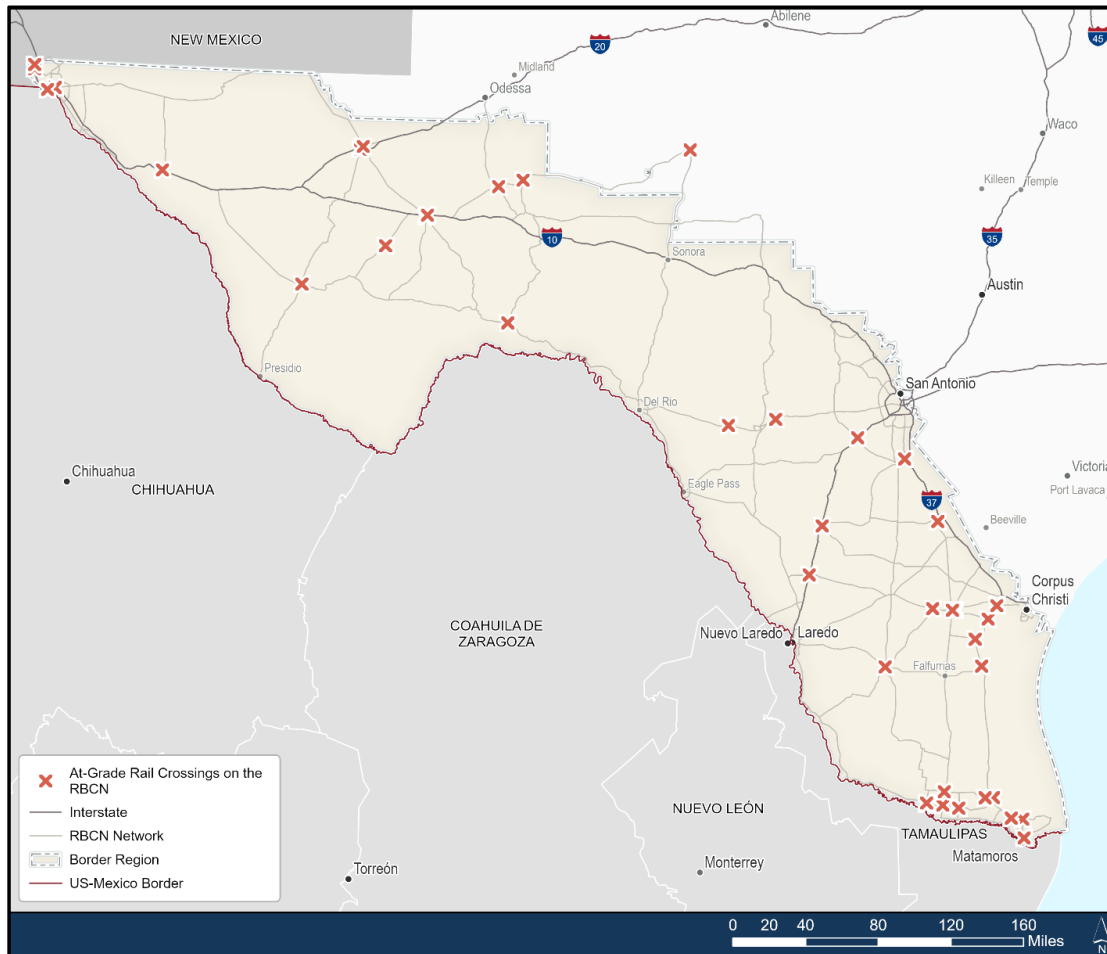 Abilene
NEW MEXICO
45
20
Midland
Odessa
Waco
Killeen
Temple
35
10
Sonora
Austin
Presidio
San Antonio
Del Rio
Chihuahua
CHIHUAHUA
Victoria
Eagle Pass
Port Lavaca
37
Beeville
Corpus
Christi
COAHUILA DE
ZARAGOZA
Nuevo Laredo
Laredo
Falfurrias
At-Grade Rail Crossings on the
RBCN
Interstate
RBCN Network
Border Region
US-Mexico Border
NUEVO LEÓN
TAMAULIPAS
Matamoros
Monterrey
Torreón
0 20 40 80 120 160
Miles
N